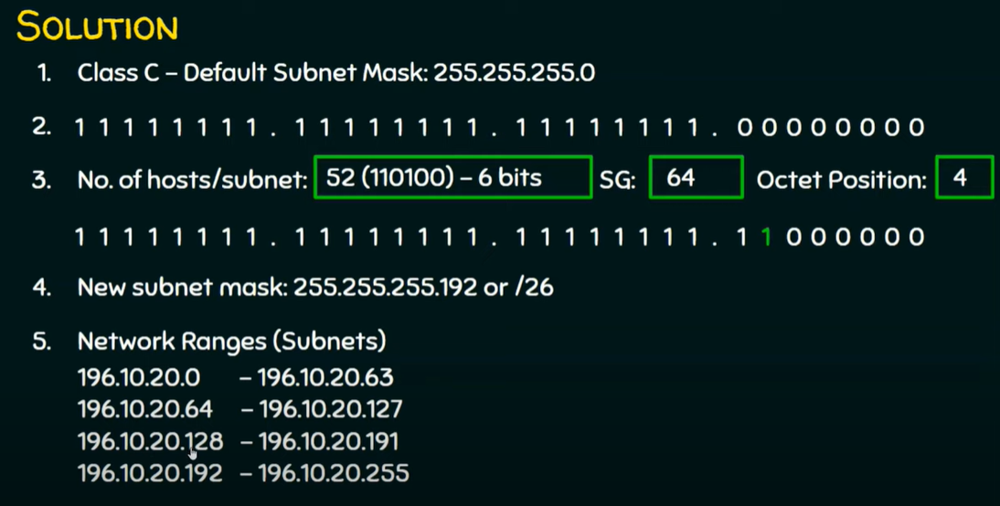 SOLUTION
1. Class C – Default Subnet Mask: 255.255.255.0
2. 1 1 1 1 1 1 1 1 . 1 1 1 1 1 1 1 1 . 1 1 1 1 1 1 1 1 . 0 0 0 0 0 0 0 0
3. No. of hosts/subnet: 52 (110100) – 6 bits SG: 64 Octet Position: 4
1 1 1 1 1 1 1 1 . 1 1 1 1 1 1 1 1 . 1 1 1 1 1 1 1 1 . 1 1 0 0 0 0 0 0
4. New subnet mask: 255.255.255.192 or /26
5. Network Ranges (Subnets)
196.10.20.0 – 196.10.20.63
196.10.20.64 – 196.10.20.127
196.10.20.128 – 196.10.20.191
196.10.20.192 – 196.10.20.255